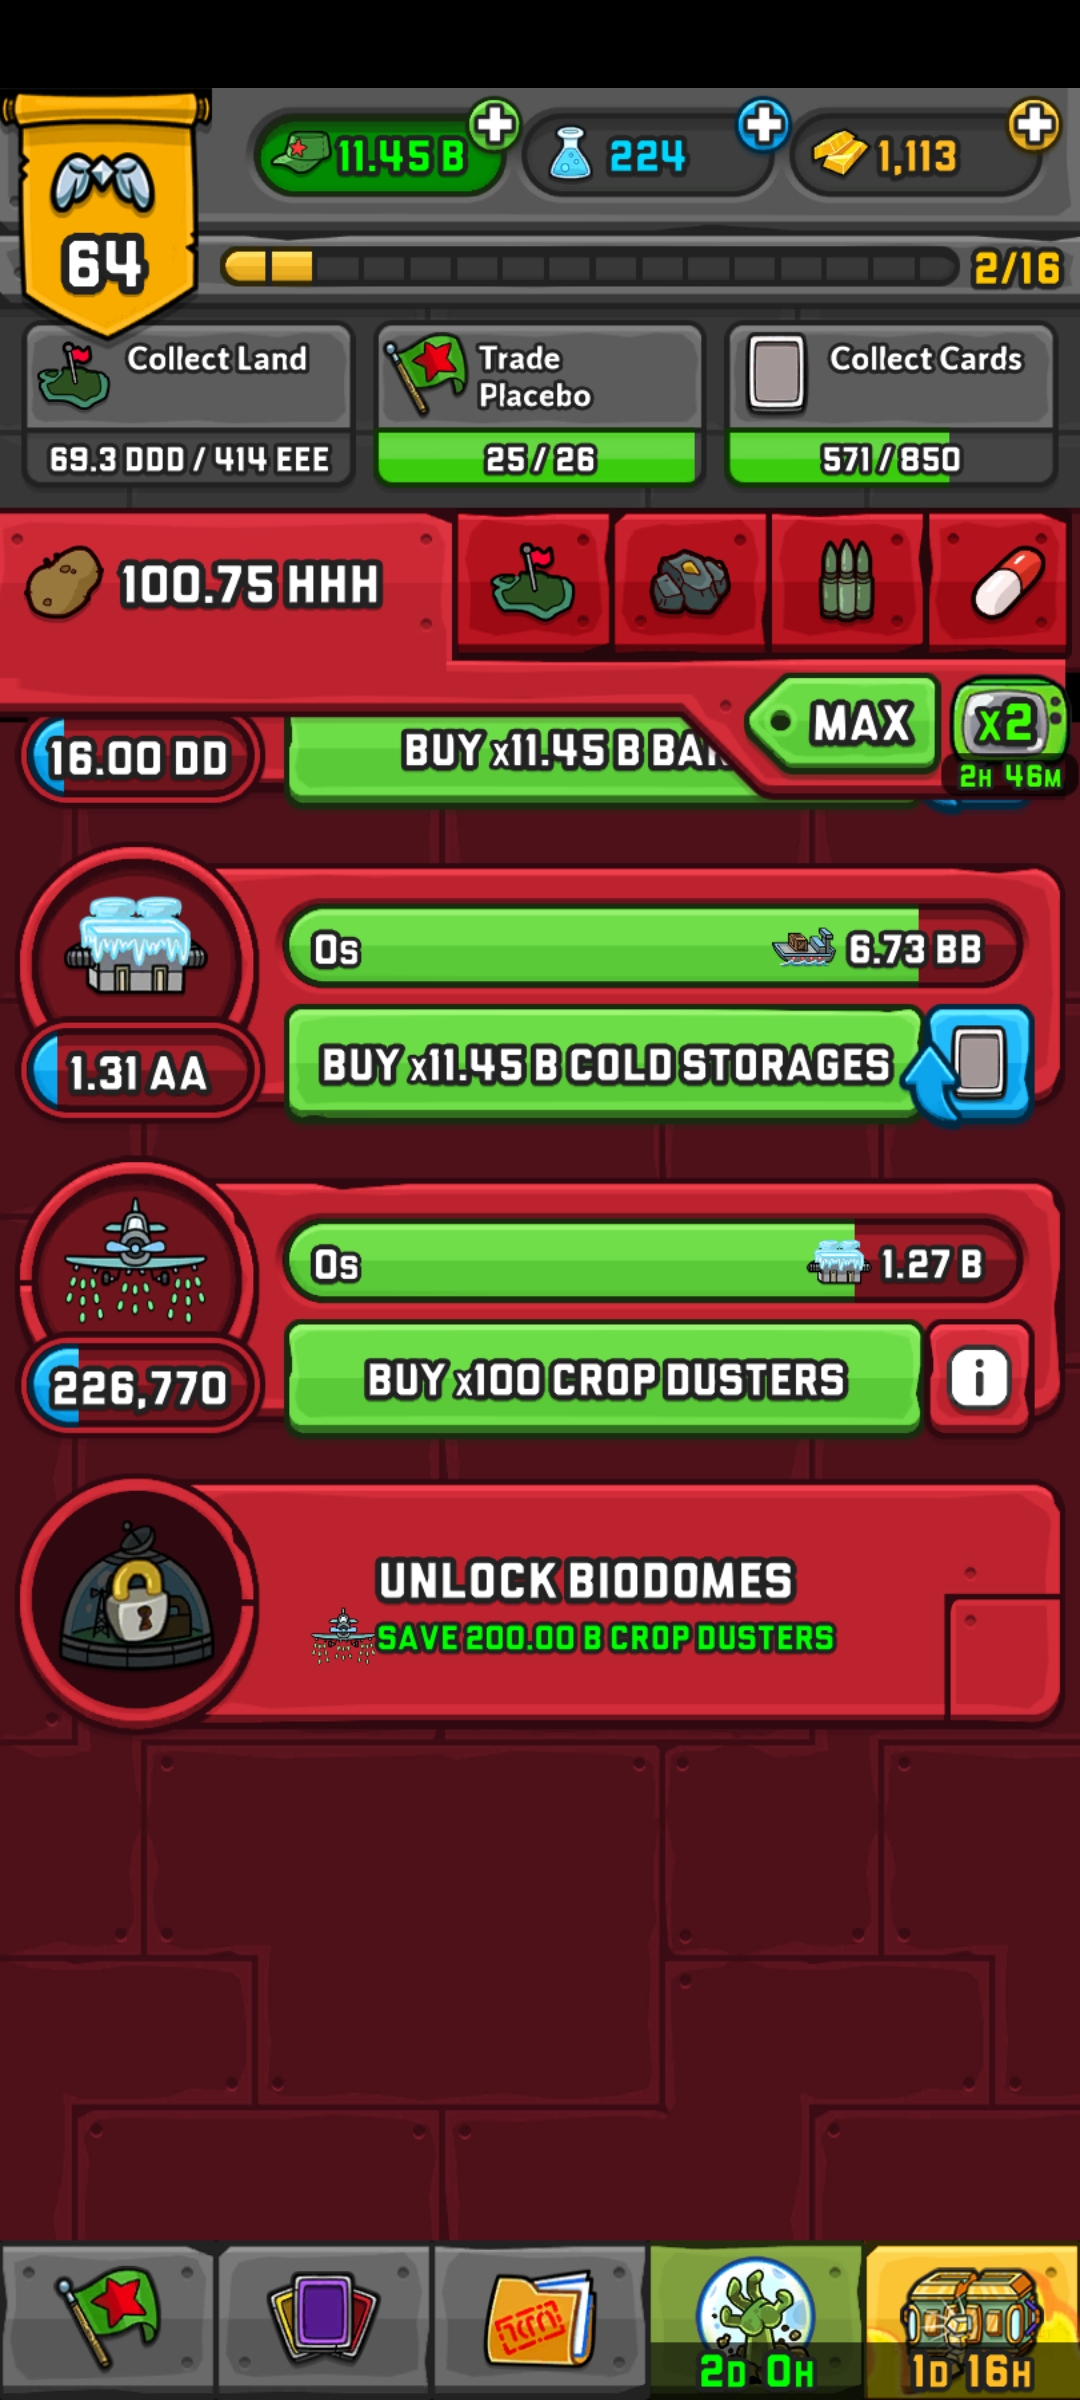 64
11.45 B
224
1,113
2/16
Collect Land
69.3 DDD / 414 EEE
Trade
Placebo
25 / 26
Collect Cards
571 / 850
100.75 HHH
MAX
x2
2H 46M
16.00 DD
BUY x11.45 B
0s
6.73 BB
1.31 AA
BUY x11.45 B COLD STORAGES
0s
1.27 B
226,770
BUY x100 CROP DUSTERS
i
UNLOCK BIODOMES
SAVE 200.00 B CROP DUSTERS
2D 0H
1D 16H